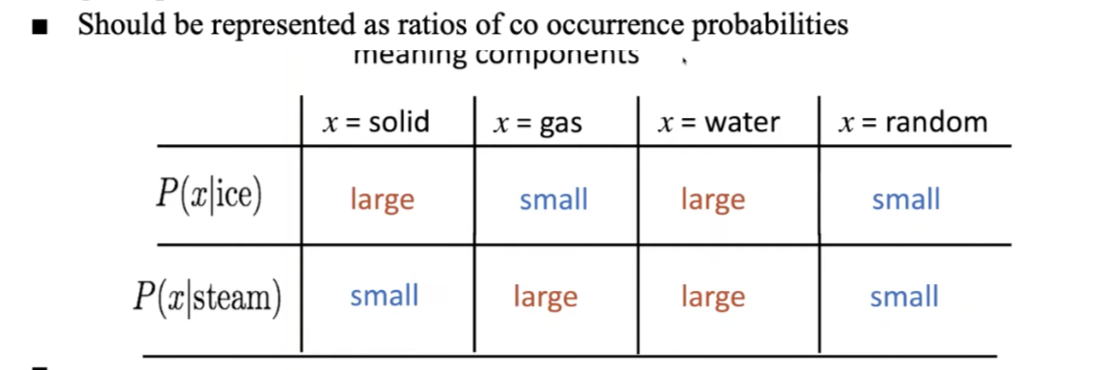 ■ Should be represented as ratios of co occurrence probabilities
meaning components
x = solid x = gas x = water x = random
P(x|ice) large small large small
P(x|steam) small large large small